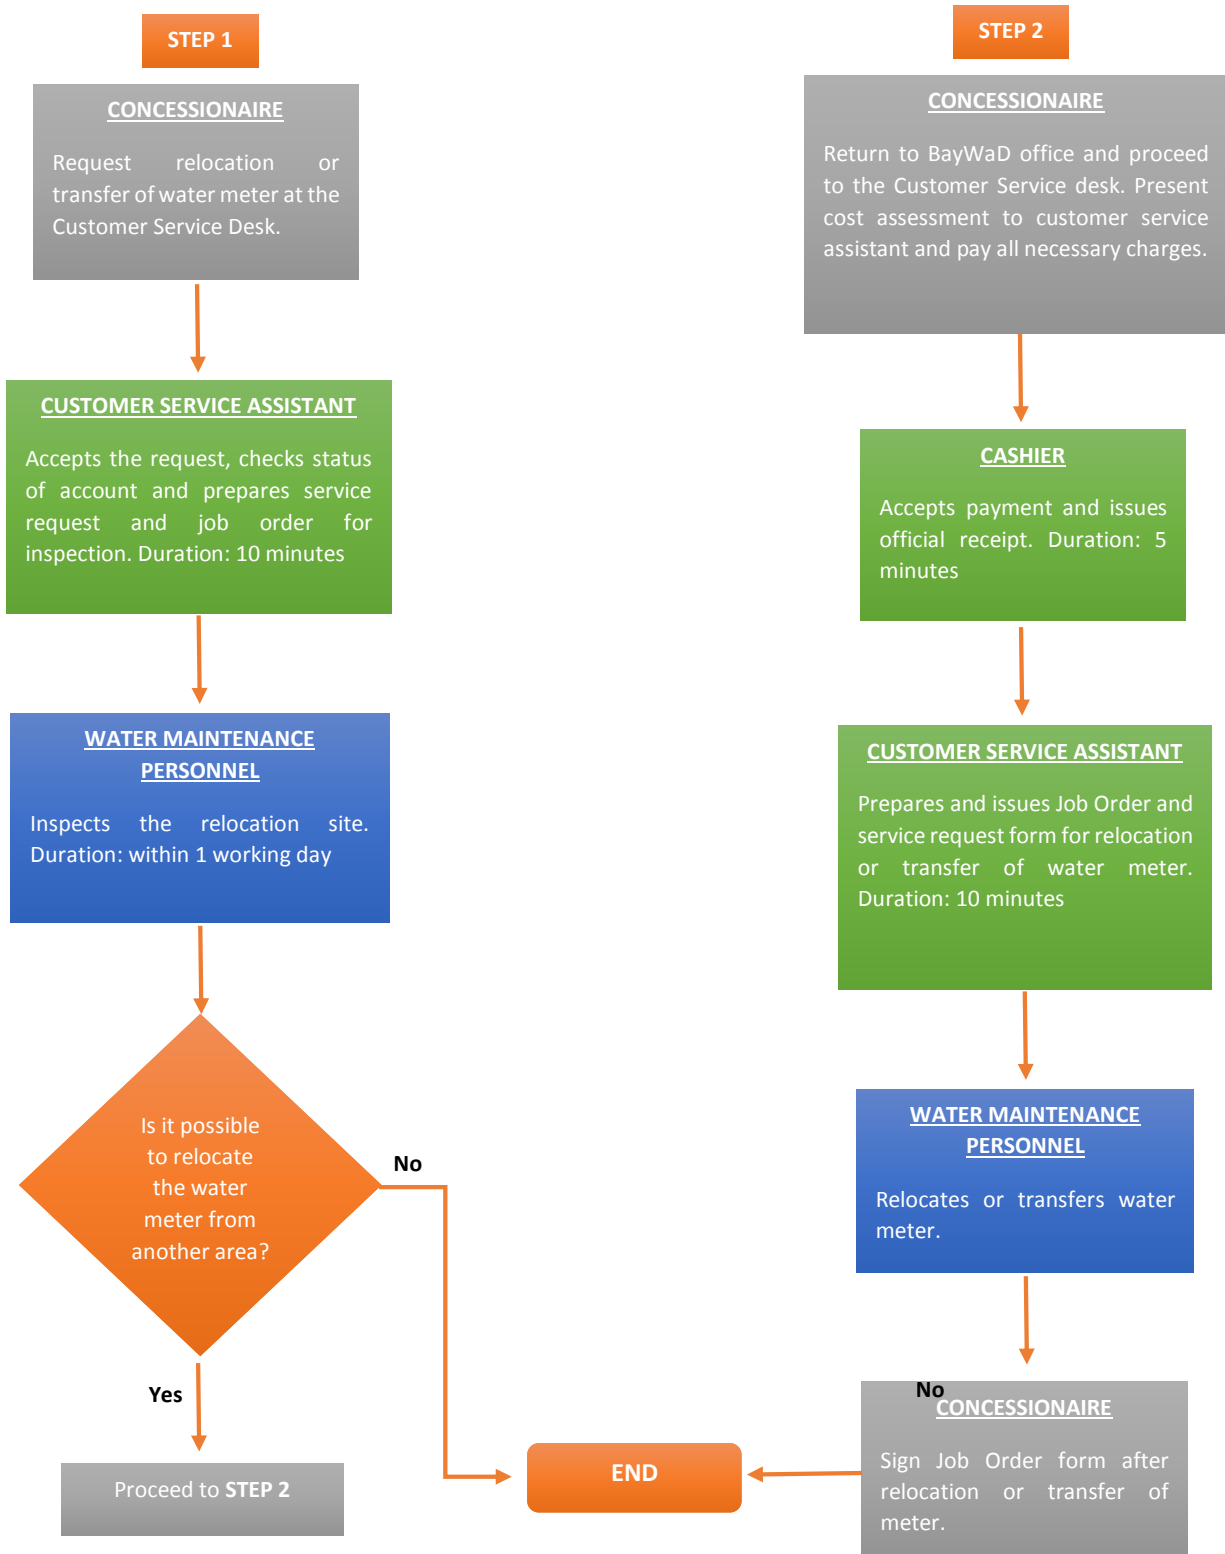 STEP 1
CONCESSIONAIRE
Request relocation or
transfer of water meter at the
Customer Service Desk.
CUSTOMER SERVICE ASSISTANT
Accepts the request, checks status
of account and prepares service
request and job order for
inspection. Duration: 10 minutes
WATER MAINTENANCE
PERSONNEL
Inspects the relocation site.
Duration: within 1 working day
Is it possible
to relocate
the water
meter from
another area?
No
Yes
Proceed to STEP 2
END
STEP 2
CONCESSIONAIRE
Return to BayWaD office and proceed
to the Customer Service desk. Present
cost assessment to customer service
assistant and pay all necessary charges.
CASHIER
Accepts payment and issues
official receipt. Duration: 5
minutes
CUSTOMER SERVICE ASSISTANT
Prepares and issues Job Order and
service request form for relocation
or transfer of water meter.
Duration: 10 minutes
WATER MAINTENANCE
PERSONNEL
Relocates or transfers water
meter.
No
CONCESSIONAIRE
Sign Job Order form after
relocation or transfer of
meter.